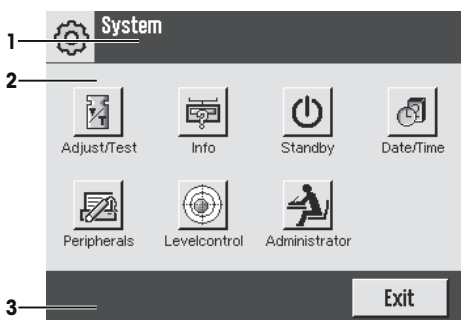 System
1
2
Adjust/Test Info Standby Date/Time
Peripherals Levelcontrol Administrator
3
Exit